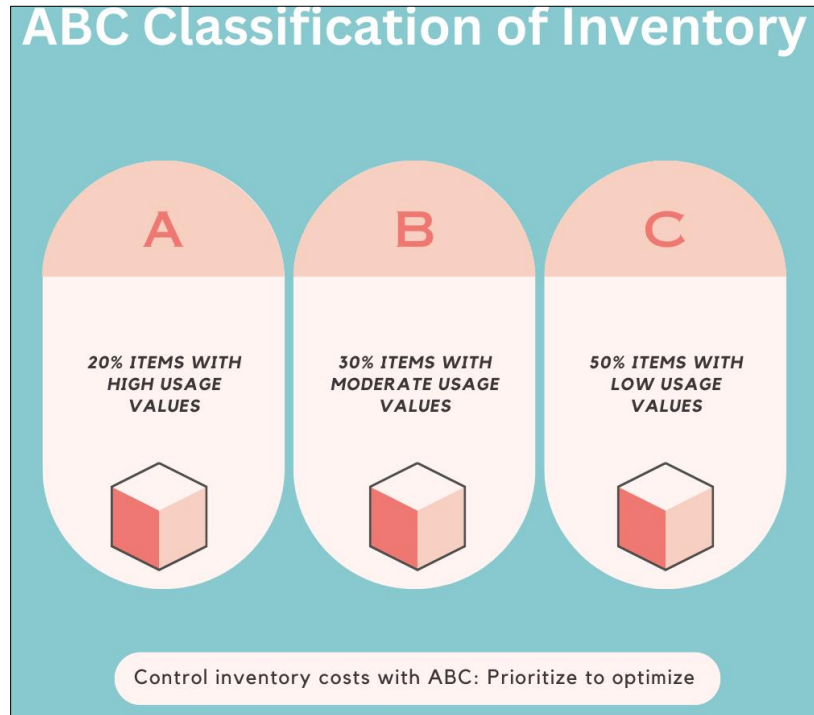 ABC Classification of Inventory
A
20% ITEMS WITH
HIGH USAGE
VALUES
B
30% ITEMS WITH
MODERATE USAGE
VALUES
C
50% ITEMS WITH
LOW USAGE
VALUES
Control inventory costs with ABC: Prioritize to optimize